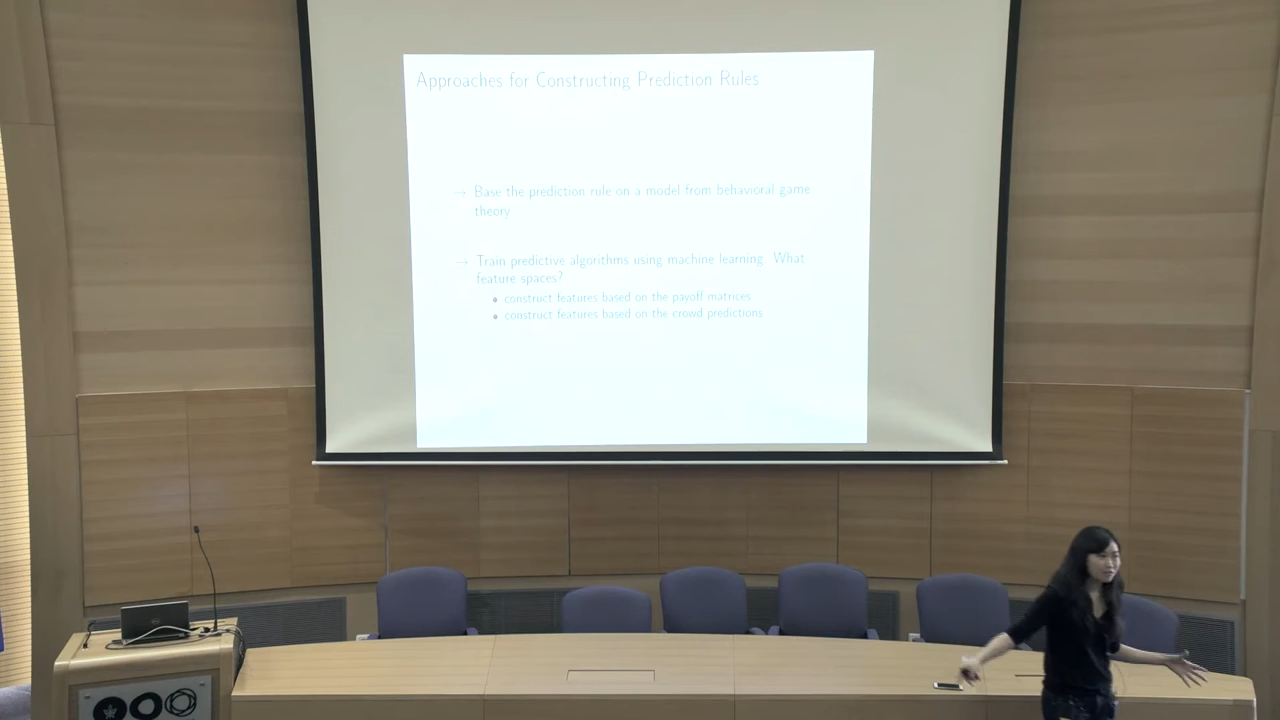 Approaches for Constructing Prediction Rules
→ Base the prediction rule on a model from behavioral game
theory
→ Train predictive algorithms using machine learning. What
feature spaces?
• construct features based on the payoff matrices
• construct features based on the crowd predictions